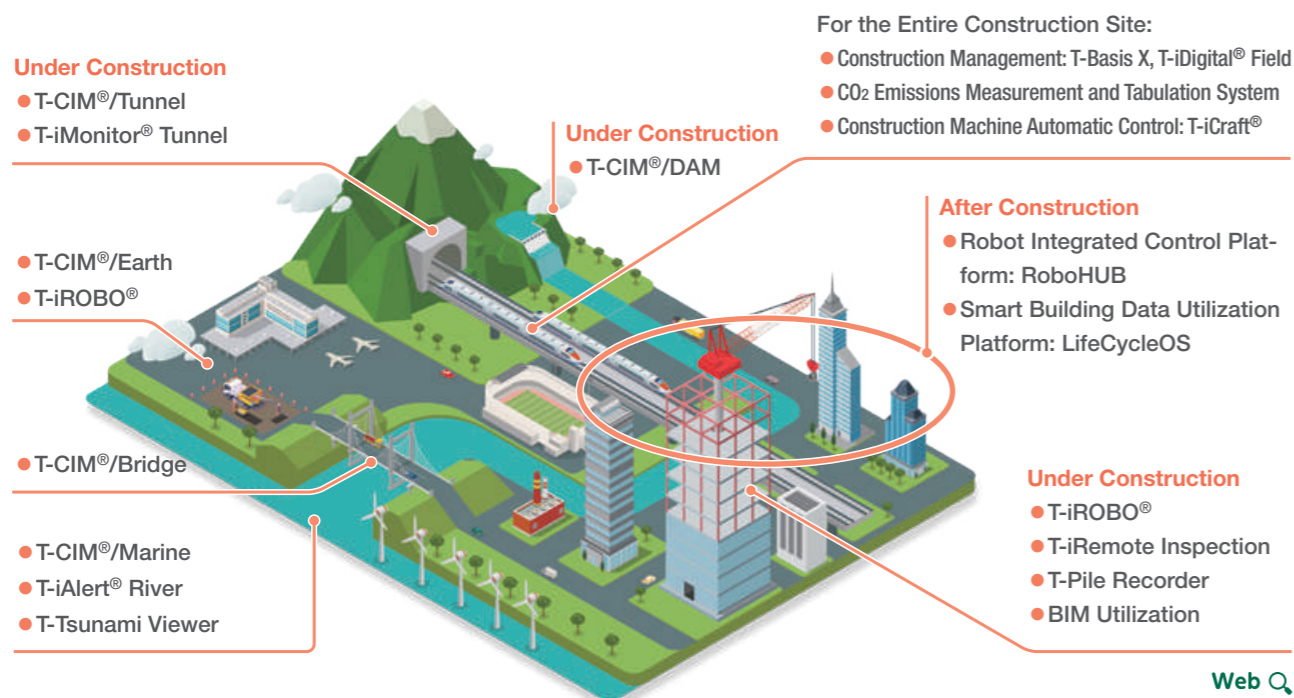 For the Entire Construction Site:
● Construction Management: T-Basis X, T-iDigital® Field
● CO₂ Emissions Measurement and Tabulation System
● Construction Machine Automatic Control: T-iCraft®
Under Construction
● T-CIM®/Tunnel
● T-iMonitor® Tunnel
Under Construction
● T-CIM®/DAM
After Construction
● Robot Integrated Control Plat-
form: RoboHUB
● Smart Building Data Utilization
Platform: LifeCycleOS
● T-CIM®/Earth
● T-iROBO®
● T-CIM®/Bridge
● T-CIM®/Marine
● T-iAlert® River
● T-Tsunami Viewer
Under Construction
● T-iROBO®
● T-iRemote Inspection
● T-Pile Recorder
● BIM Utilization
Web